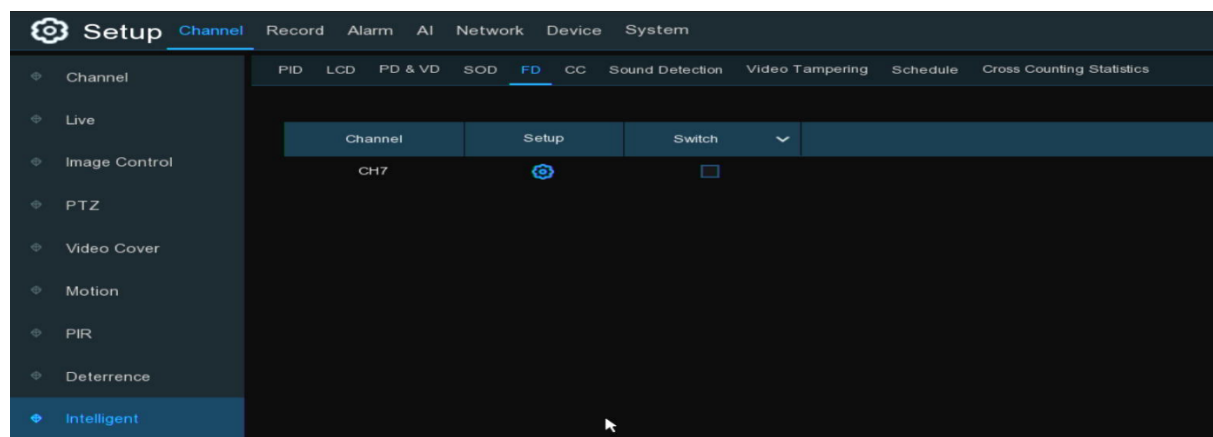 Setup Channel Record Alarm AI Network Device System
Channel
PID LCD PD & VD SOD FD CC Sound Detection Video Tampering Schedule Cross Counting Statistics
Live
Channel Setup Switch
Image Control
CH7
PTZ
Video Cover
Motion
PIR
Deterrence
Intelligent